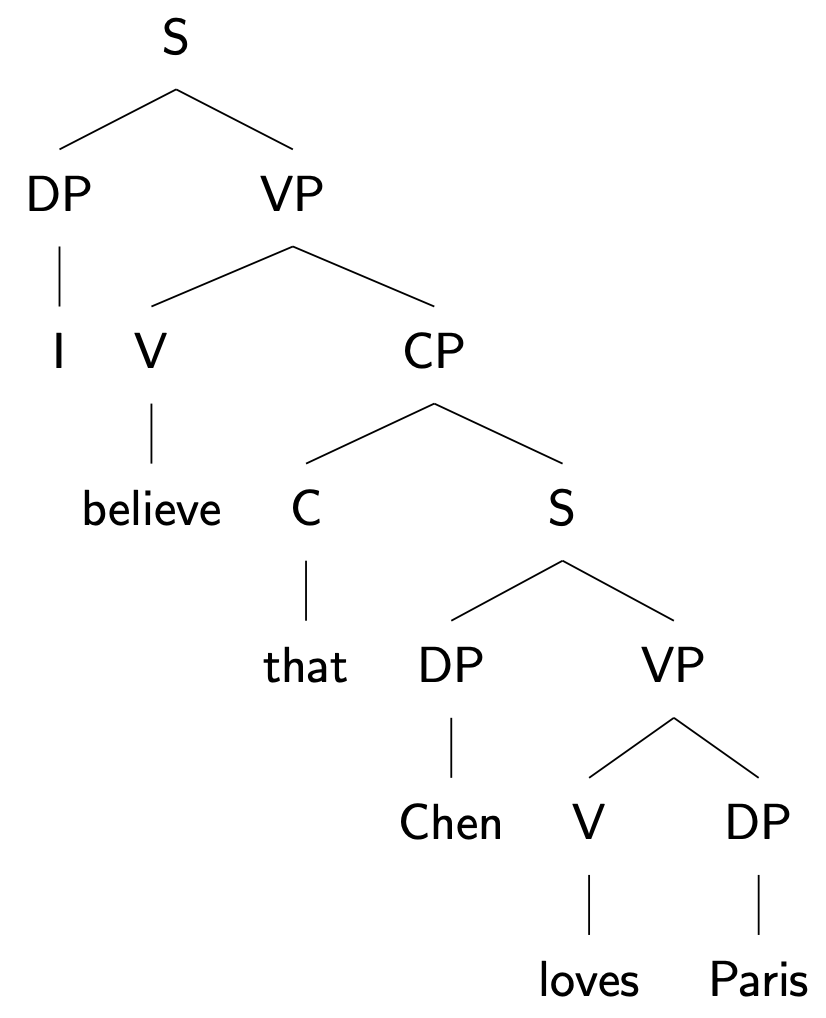 S
DP VP
I V CP
believe C S
that DP VP
Chen V DP
loves Paris